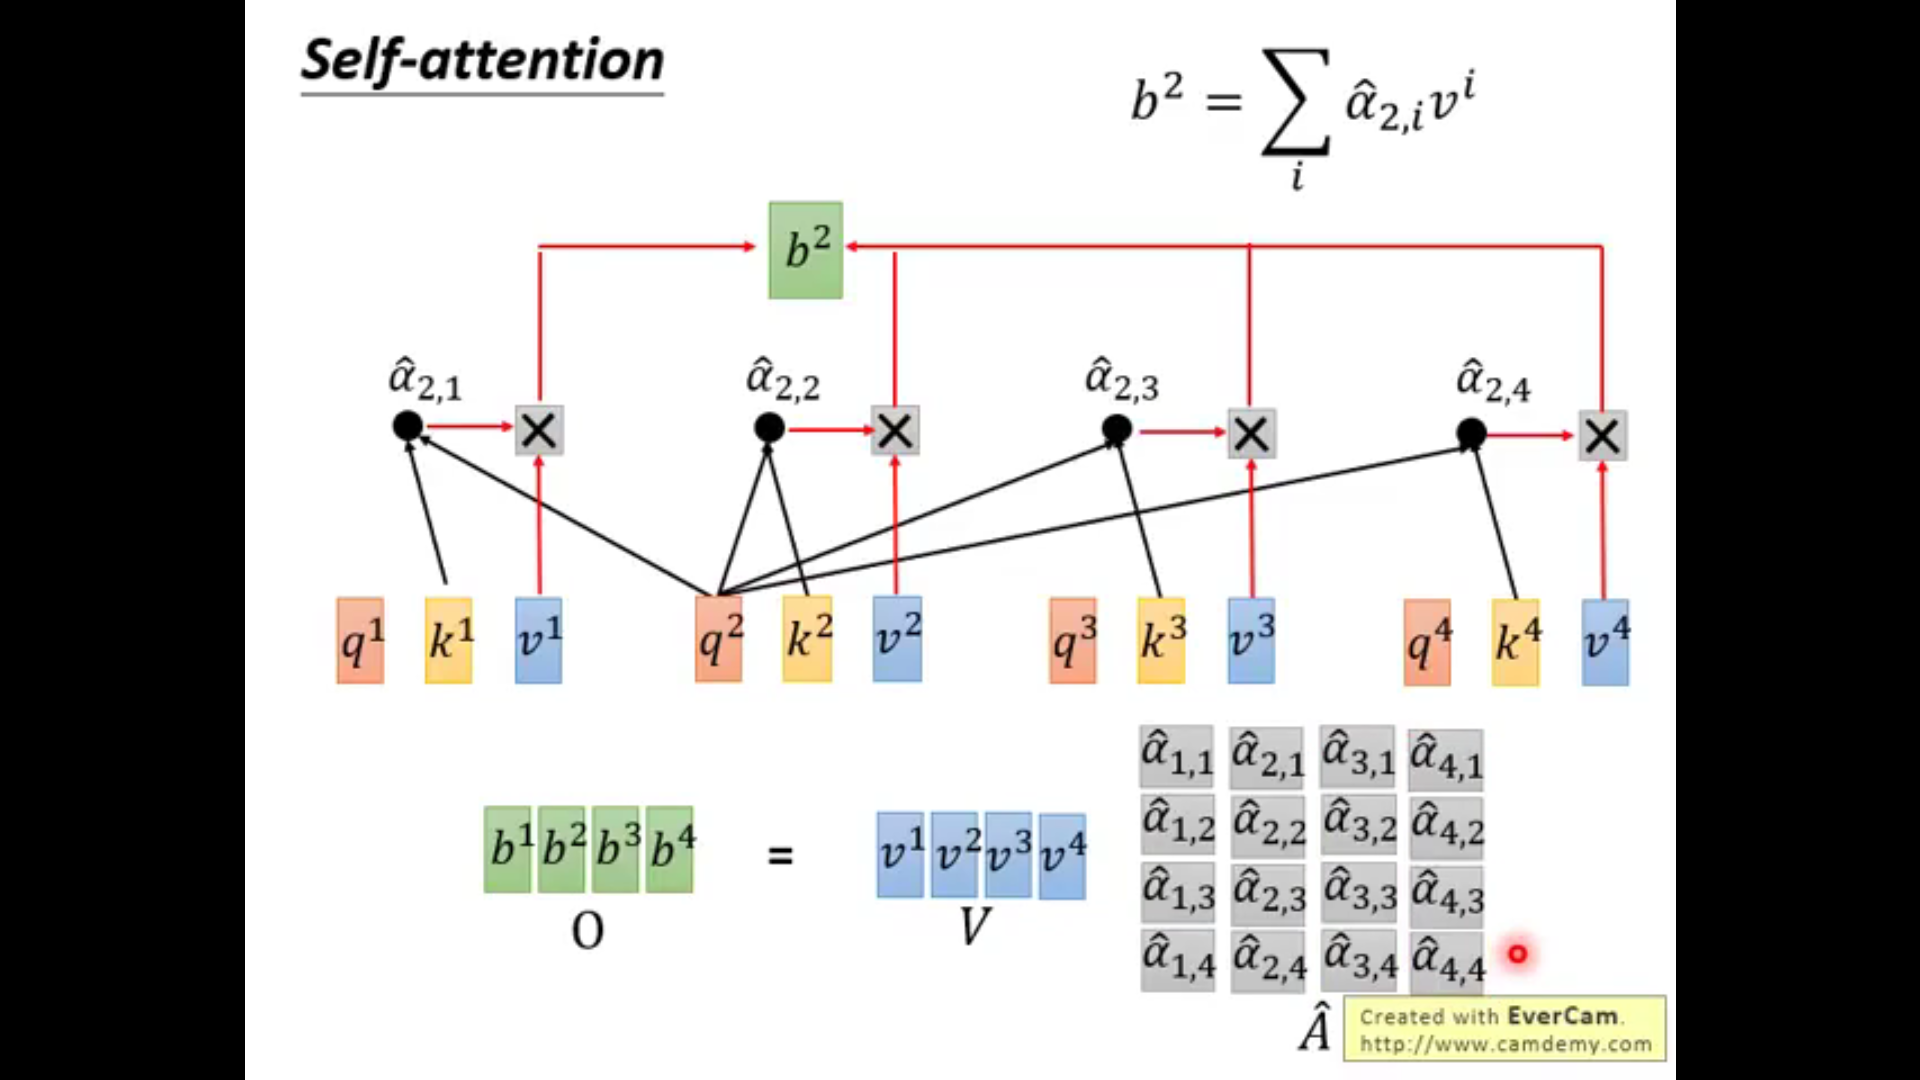 Self-attention
b² = ∑ᵢ α̂₂,ᵢvⁱ
b²
α̂₂,₁ α̂₂,₂ α̂₂,₃ α̂₂,₄
q¹ k¹ v¹ q² k² v² q³ k³ v³ q⁴ k⁴ v⁴
b¹ b² b³ b⁴ = v¹ v² v³ v⁴
O V
α̂₁,₁ α̂₂,₁ α̂₃,₁ α̂₄,₁
α̂₁,₂ α̂₂,₂ α̂₃,₂ α̂₄,₂
α̂₁,₃ α̂₂,₃ α̂₃,₃ α̂₄,₃
α̂₁,₄ α̂₂,₄ α̂₃,₄ α̂₄,₄
Â
Created with EverCam.
http://www.camdemy.com